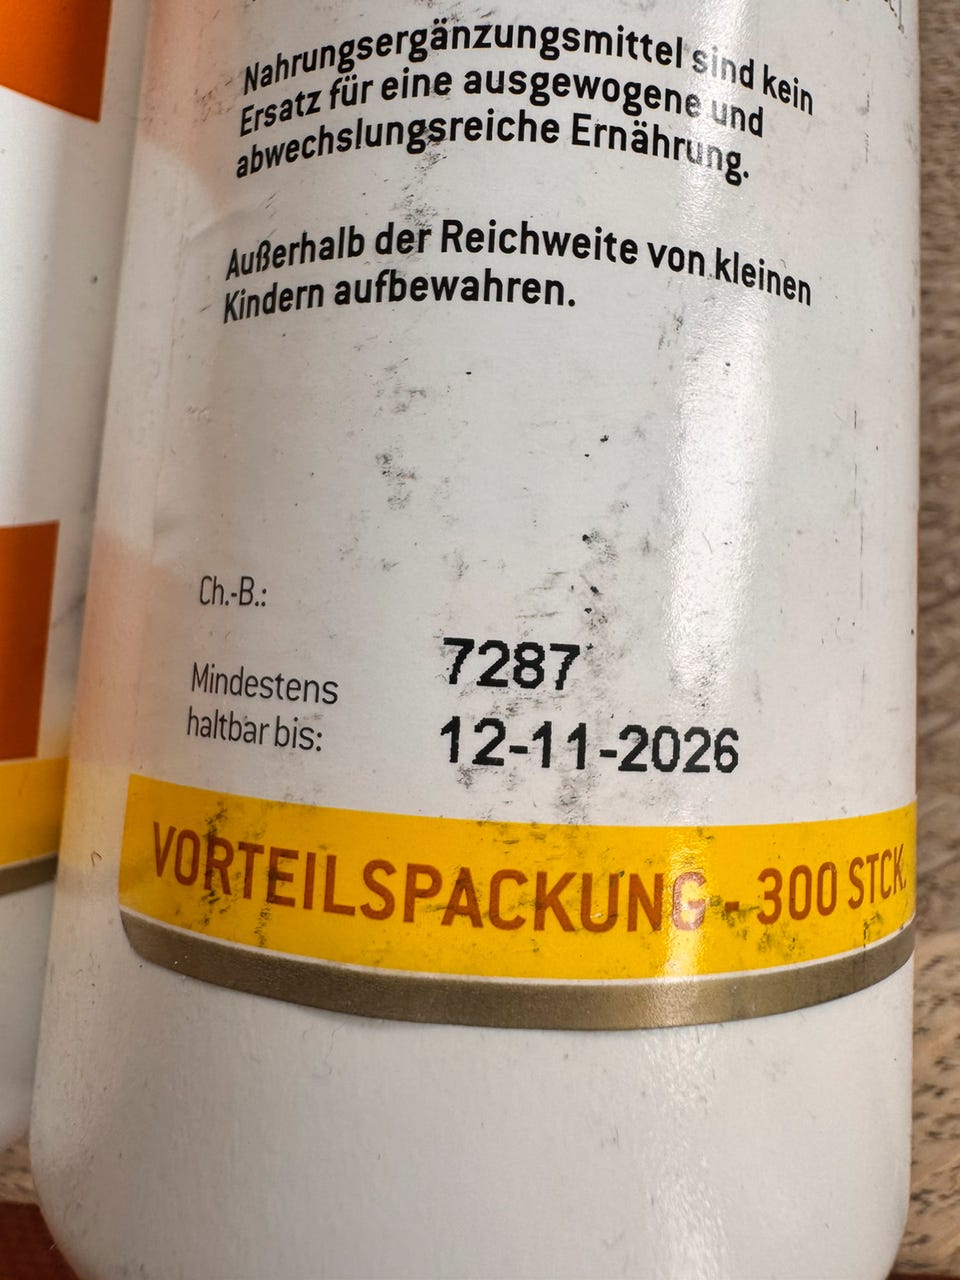 Nahrungsergänzungsmittel sind kein
Ersatz für eine ausgewogene und
abwechslungsreiche Ernährung.
Außerhalb der Reichweite von kleinen
Kindern aufbewahren.
Ch.-B.:
7287
Mindestens
haltbar bis:
12-11-2026
VORTEILSPACKUNG - 300 STCK.